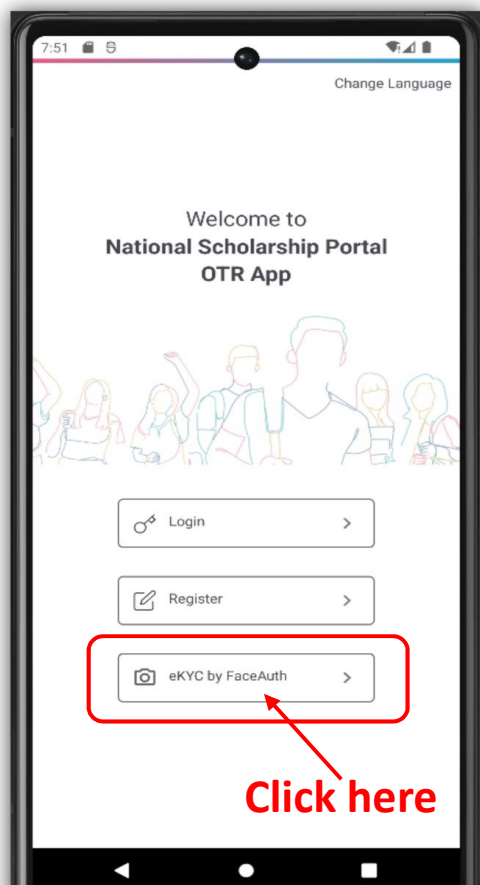 7:51
Change Language
Welcome to
National Scholarship Portal
OTR App
Login
Register
eKYC by FaceAuth
Click here